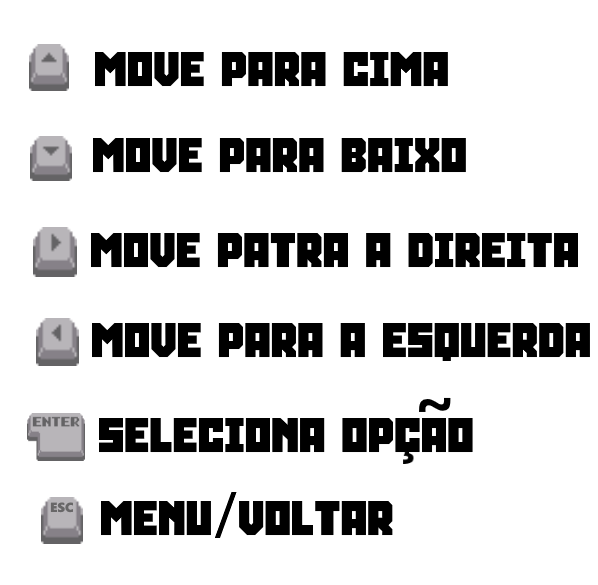 MOVE PARA CIMA
MOVE PARA BAIXO
MOVE PATRA A DIREITA
MOVE PARA A ESQUERDA
ENTER SELECIONA OPÇÃO
ESC MENU/VOLTAR